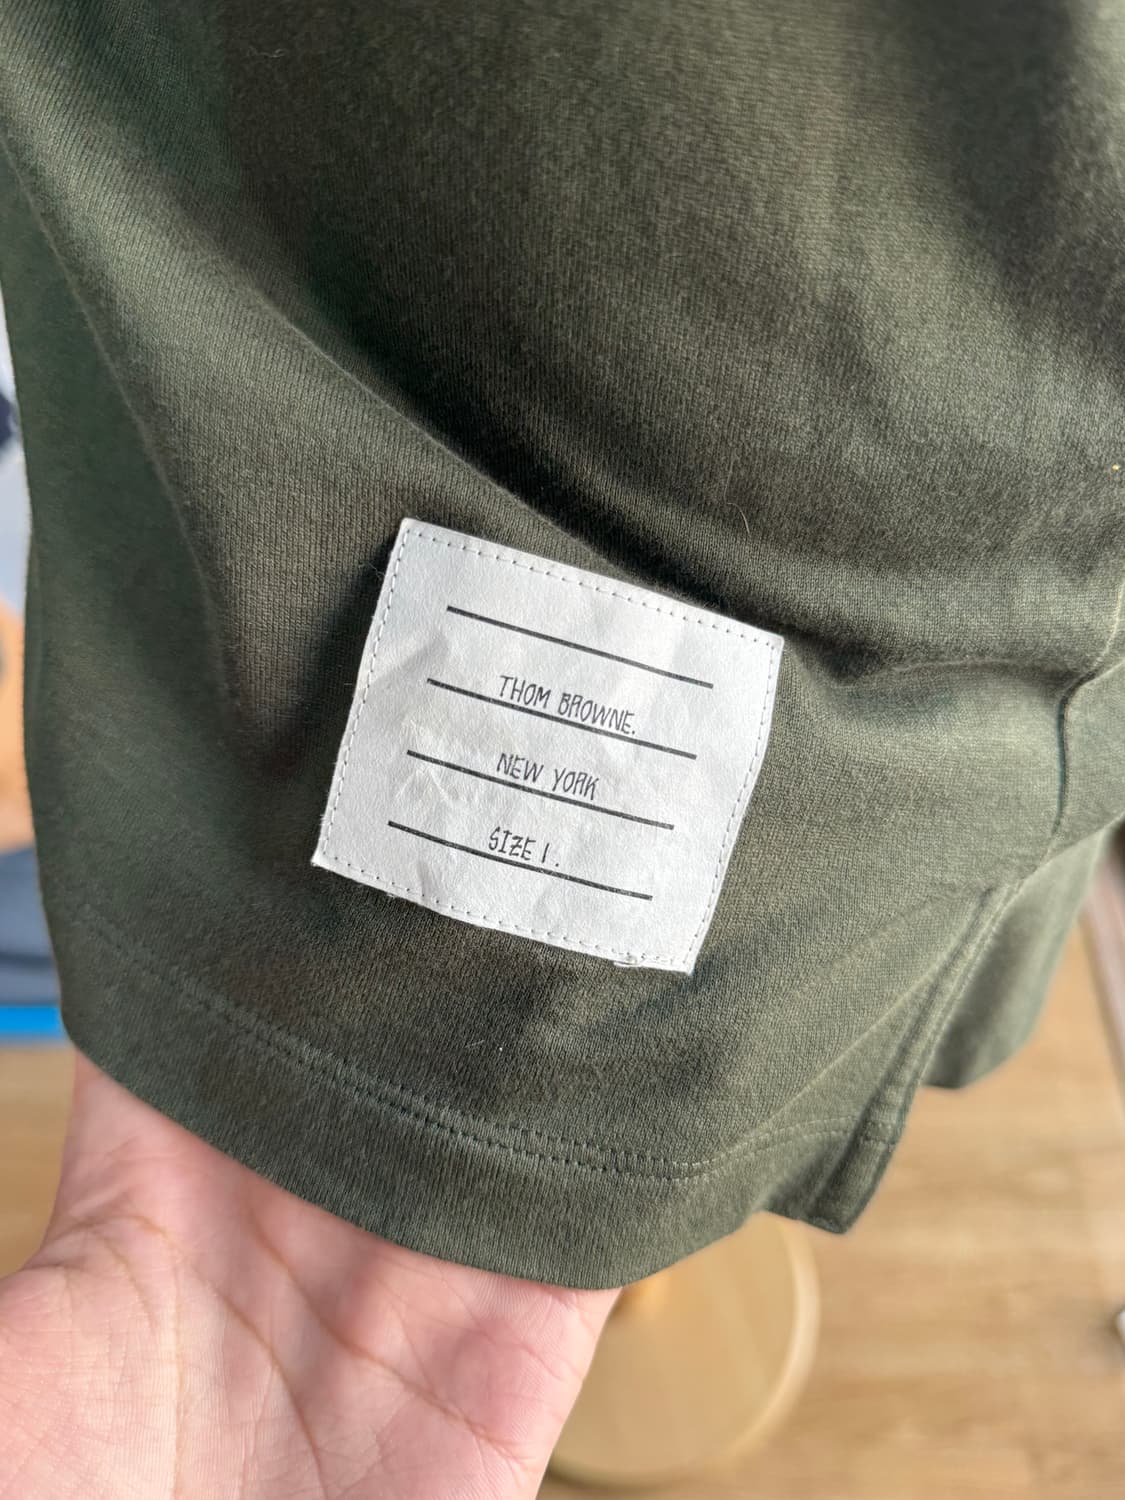 THOM BROWNE.
NEW YORK
SIZE 1.